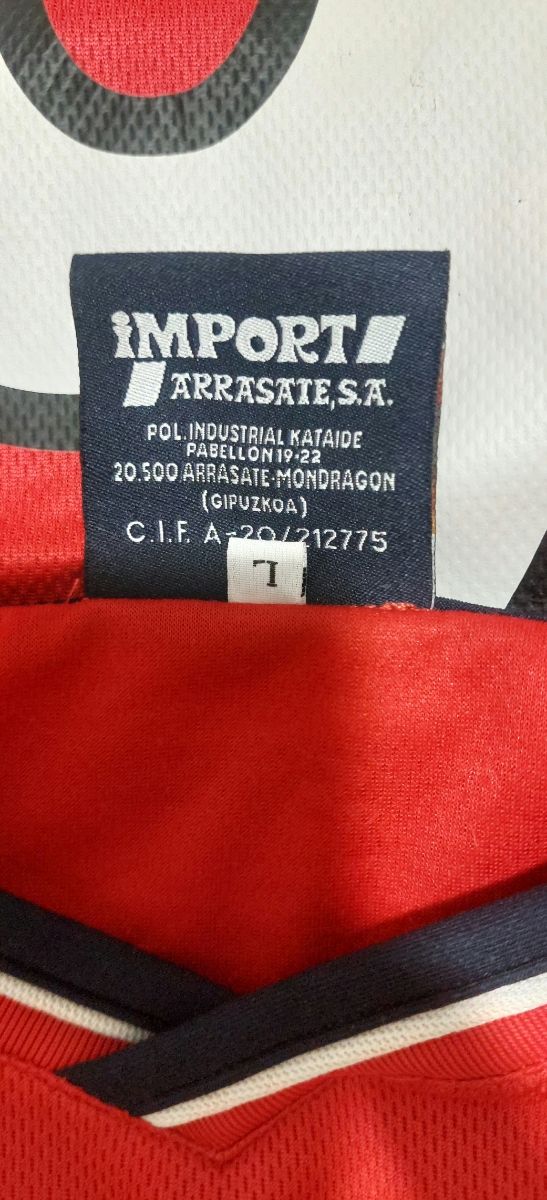 iMPORT
ARRASATE, S.A.
POL. INDUSTRIAL KATAIDE
PABELLON 19-22
20.500 ARRASATE-MONDRAGON
(GIPUZKOA)
C.I.F. A-20/212775
L